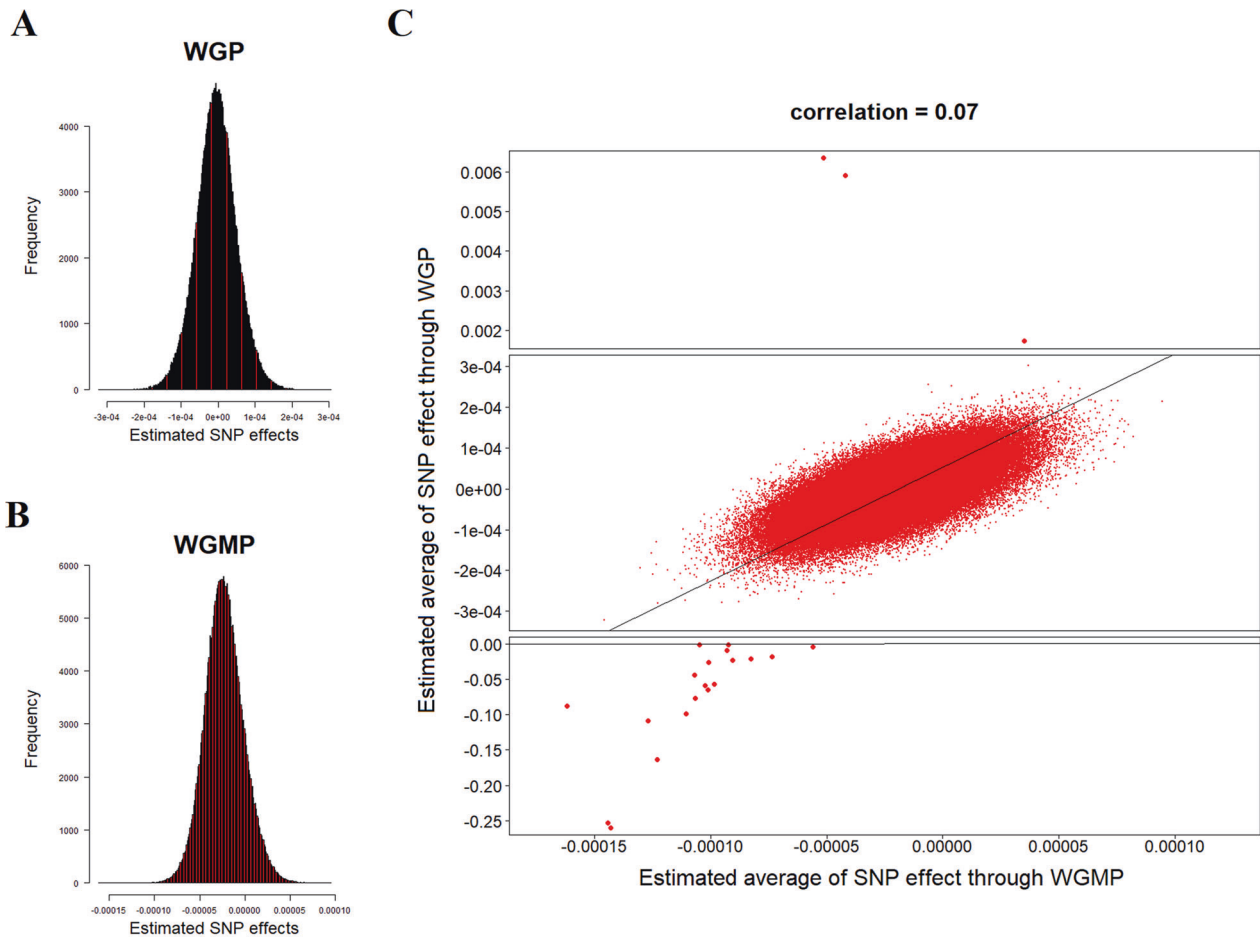 A
WGP
Frequency
4000
3000
2000
1000
0
-3e-04 -2e-04 -1e-04 0e+00 1e-04 2e-04 3e-04
Estimated SNP effects
B
WGMP
Frequency
6000
5000
4000
3000
2000
1000
0
-0.00015 -0.00010 -0.00005 0.00000 0.00005 0.00010
Estimated SNP effects
C
correlation = 0.07
Estimated average of SNP effect through WGP
0.006
0.005
0.004
0.003
0.002
3e-04
2e-04
1e-04
0e+00
-1e-04
-2e-04
-3e-04
0.00
-0.05
-0.10
-0.15
-0.20
-0.25
-0.00015 -0.00010 -0.00005 0.00000 0.00005 0.00010
Estimated average of SNP effect through WGMP